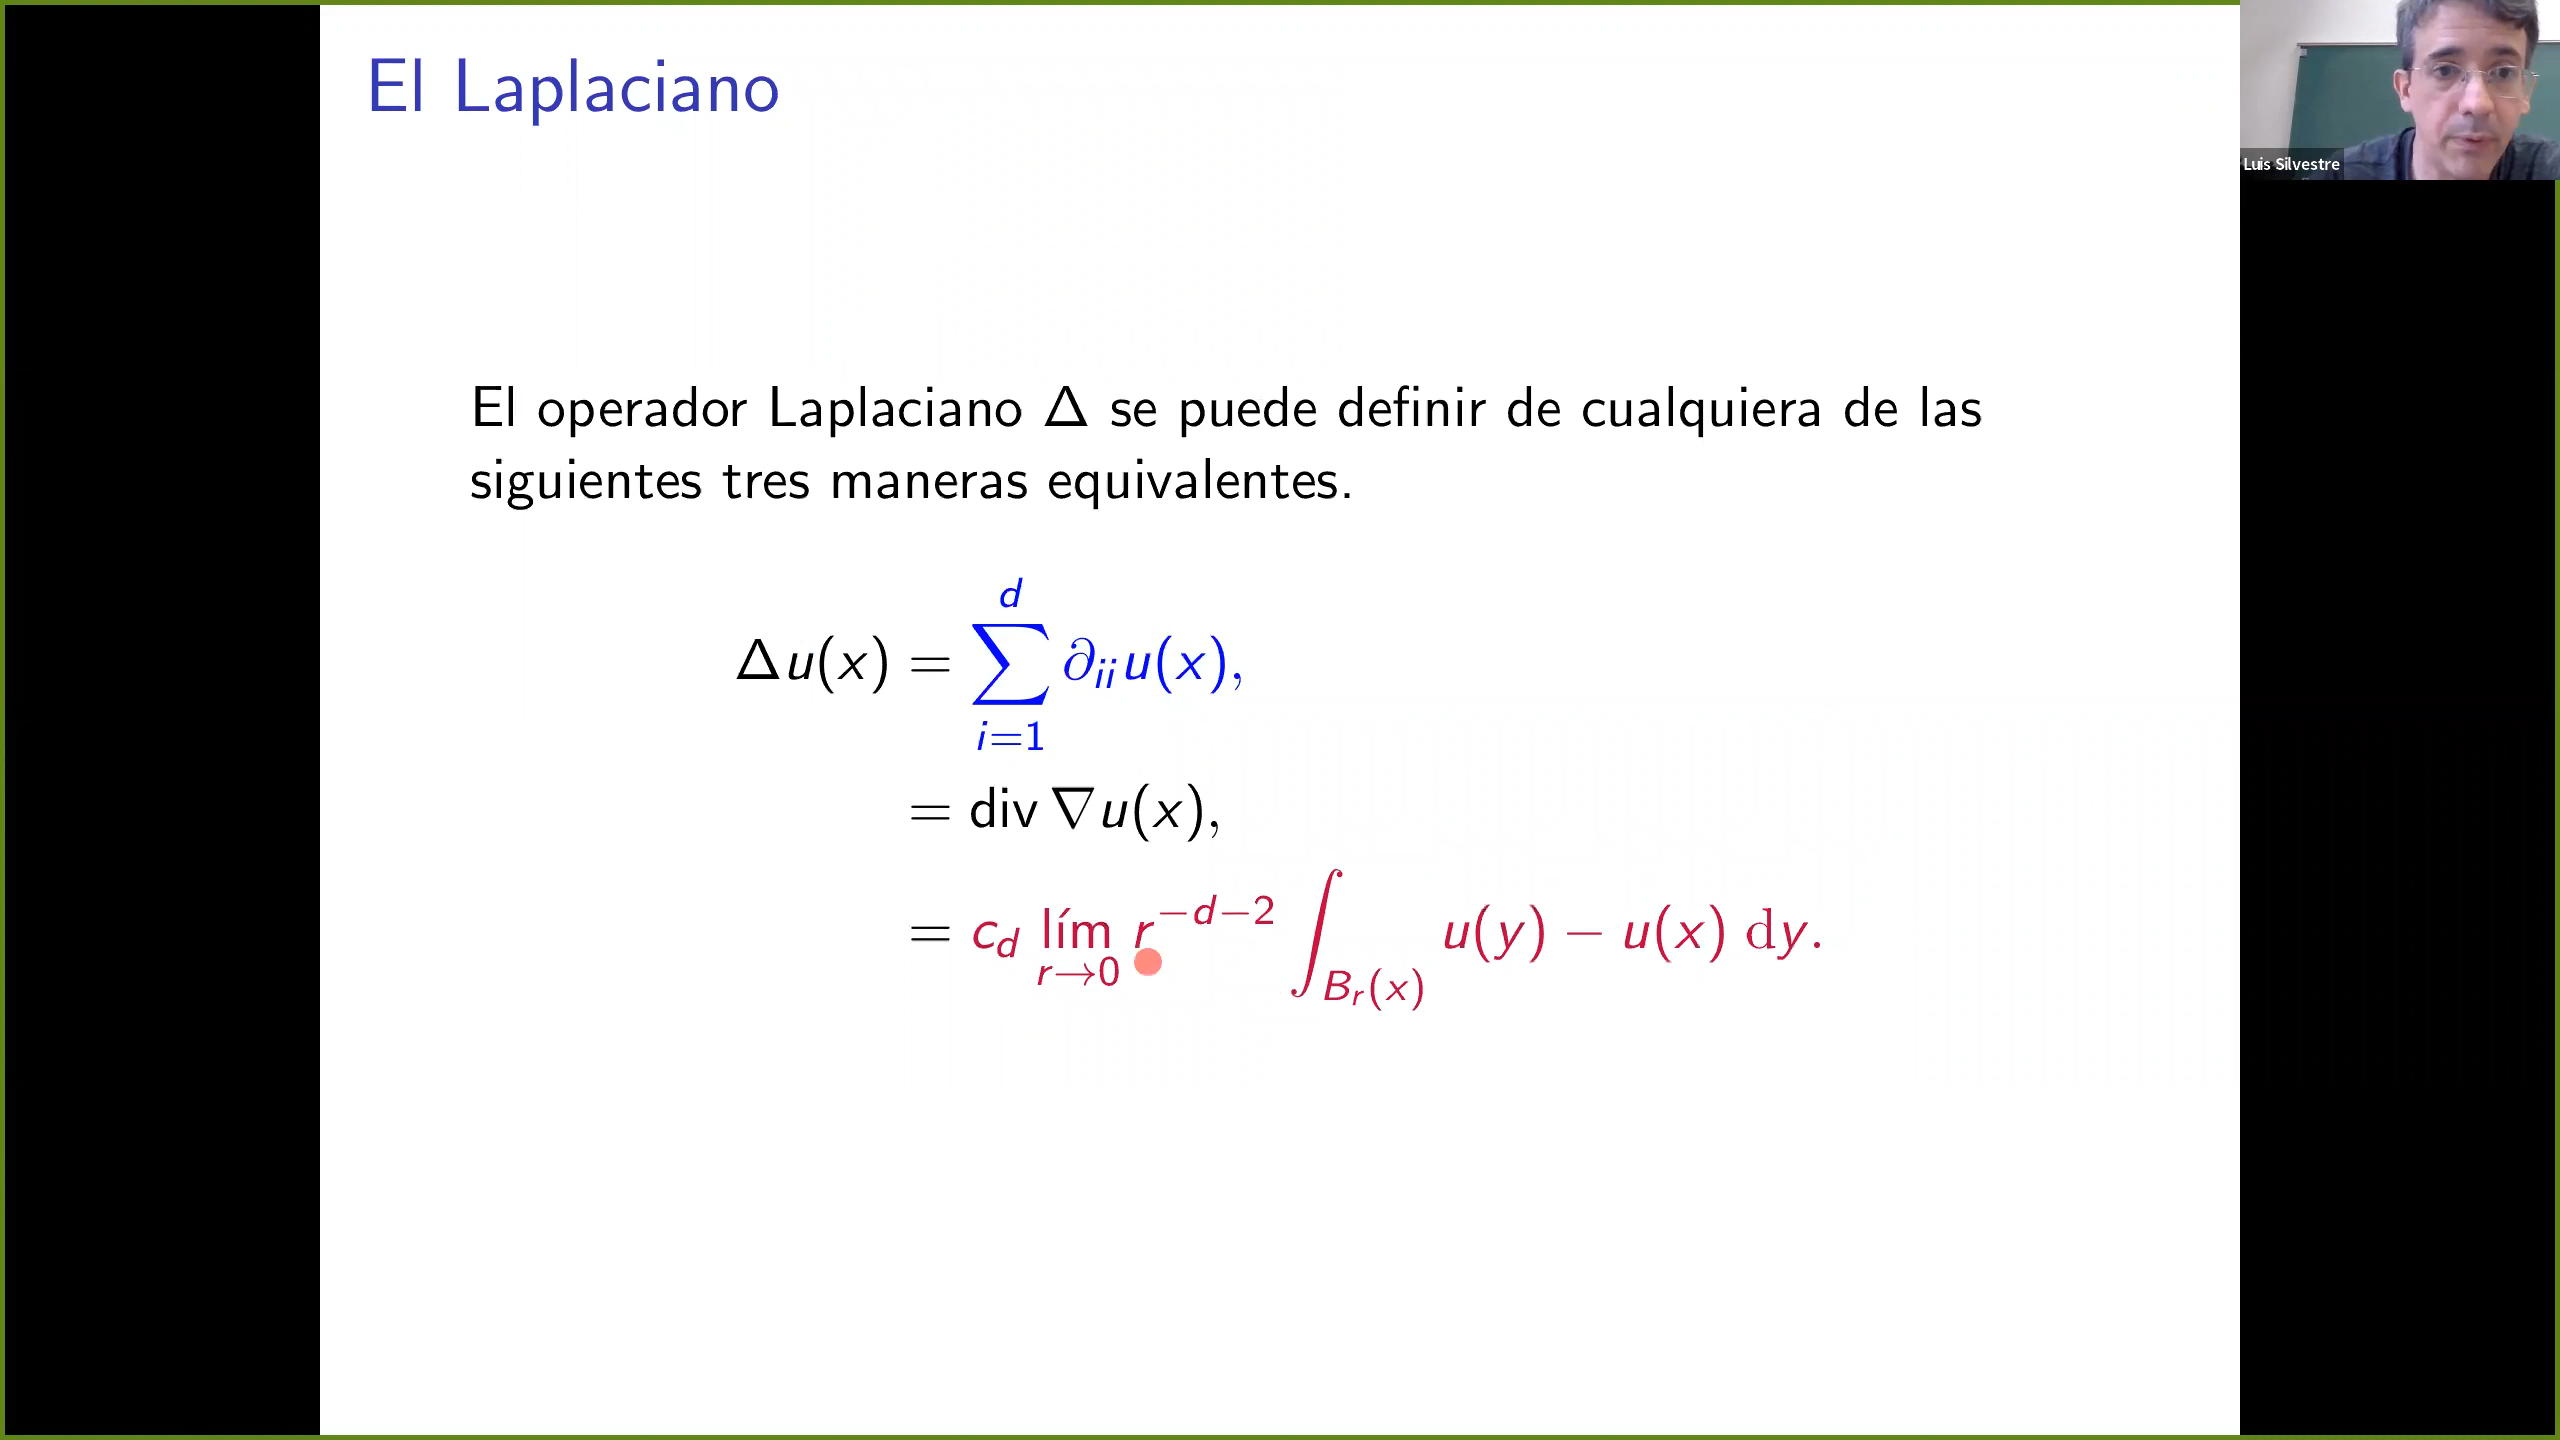 El Laplaciano
Luis Silvestre
El operador Laplaciano Δ se puede definir de cualquiera de las
siguientes tres maneras equivalentes.
Δu(x) = ∑_{i=1}^{d} ∂_{ii}u(x),
= div ∇u(x),
= c_d lím_{r→0} r^{−d−2} ∫_{B_r(x)} u(y) − u(x) dy.